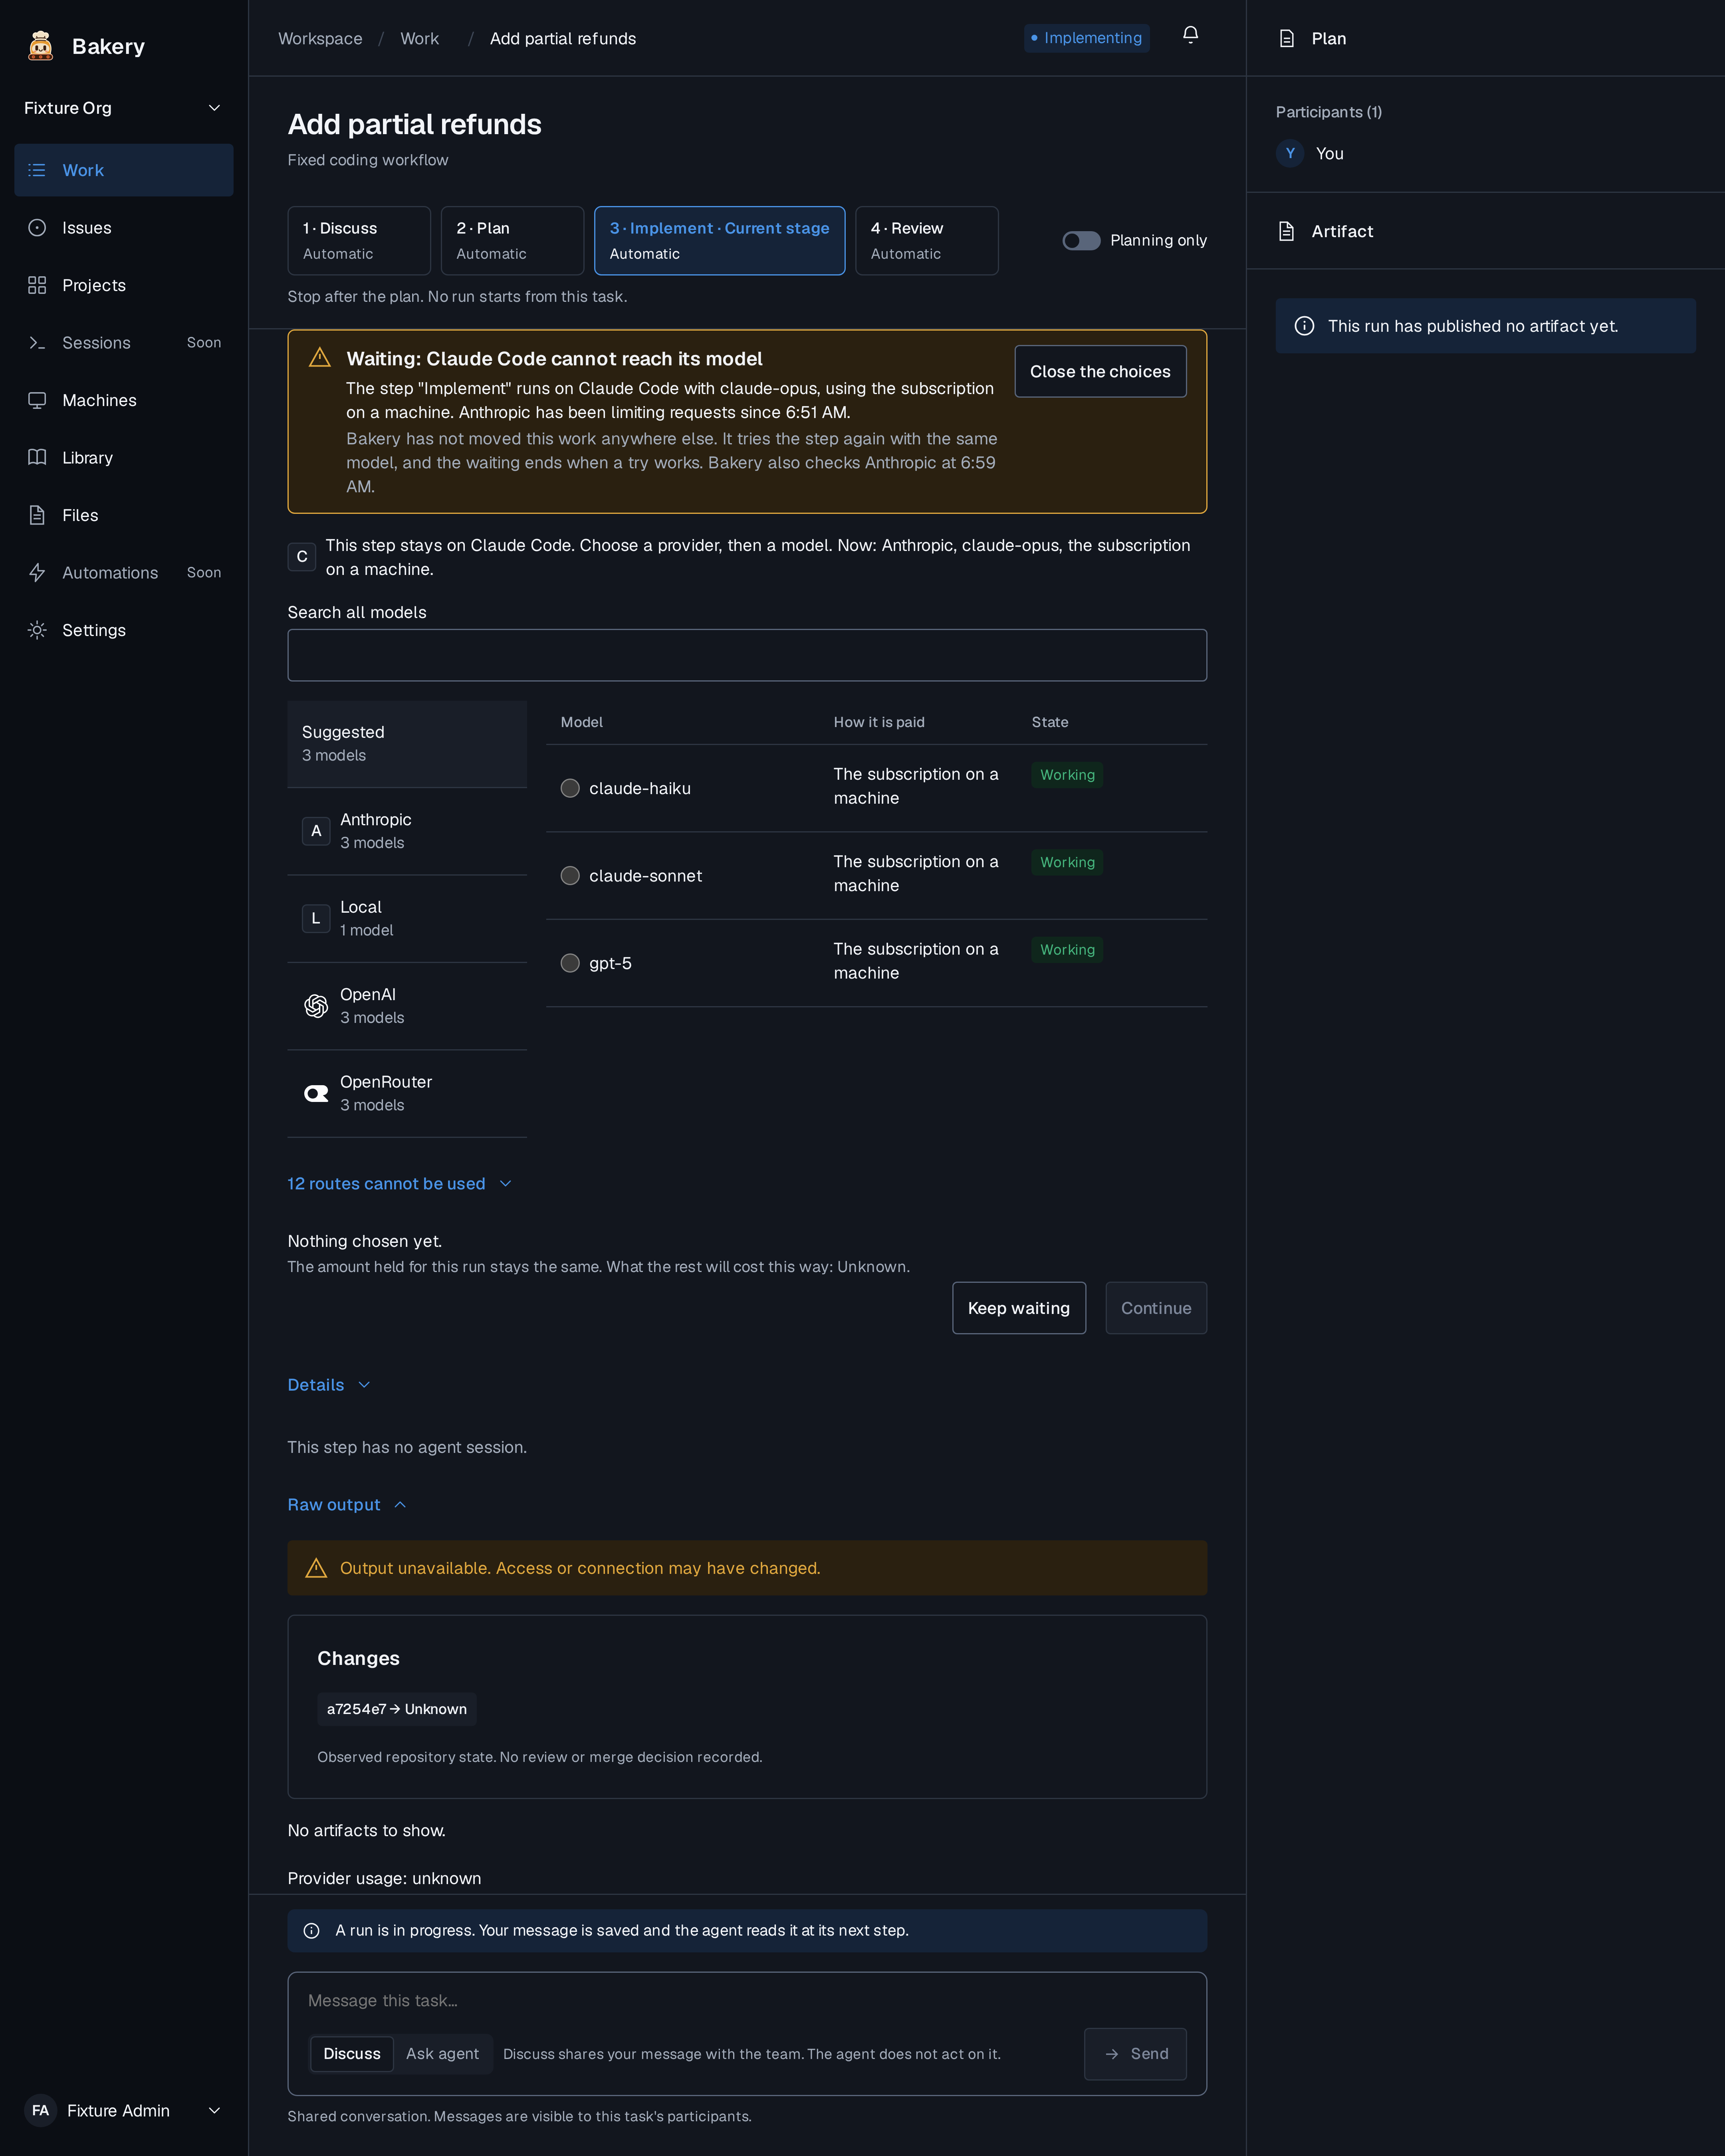 Bakery
Fixture Org
Work
Issues
Projects
Sessions Soon
Machines
Library
Files
Automations Soon
Settings
FA Fixture Admin
Workspace / Work / Add partial refunds
Implementing
Add partial refunds
Fixed coding workflow
1 · Discuss
Automatic
2 · Plan
Automatic
3 · Implement · Current stage
Automatic
4 · Review
Automatic
Planning only
Stop after the plan. No run starts from this task.
Waiting: Claude Code cannot reach its model
The step "Implement" runs on Claude Code with claude-opus, using the subscription
on a machine. Anthropic has been limiting requests since 6:51 AM.
Bakery has not moved this work anywhere else. It tries the step again with the same
model, and the waiting ends when a try works. Bakery also checks Anthropic at 6:59
AM.
Close the choices
C
This step stays on Claude Code. Choose a provider, then a model. Now: Anthropic, claude-opus, the subscription
on a machine.
Search all models
Suggested
3 models
A
Anthropic
3 models
L
Local
1 model
OpenAI
3 models
OpenRouter
3 models
Model How it is paid State
claude-haiku
The subscription on a
machine
Working
claude-sonnet
The subscription on a
machine
Working
gpt-5
The subscription on a
machine
Working
12 routes cannot be used
Nothing chosen yet.
The amount held for this run stays the same. What the rest will cost this way: Unknown.
Keep waiting
Continue
Details
This step has no agent session.
Raw output
Output unavailable. Access or connection may have changed.
Changes
a7254e7 → Unknown
Observed repository state. No review or merge decision recorded.
No artifacts to show.
Provider usage: unknown
A run is in progress. Your message is saved and the agent reads it at its next step.
Message this task…
Discuss Ask agent Discuss shares your message with the team. The agent does not act on it.
→ Send
Shared conversation. Messages are visible to this task's participants.
Plan
Participants (1)
Y You
Artifact
This run has published no artifact yet.